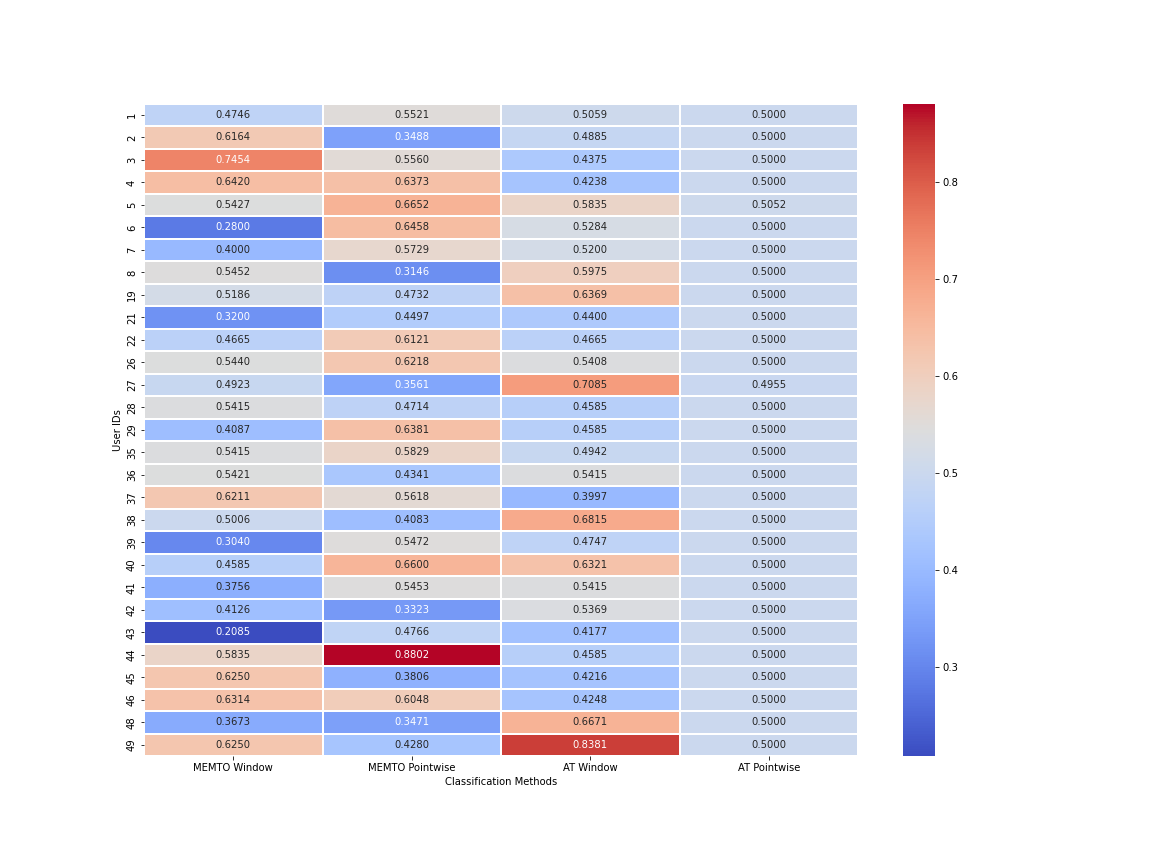 1 0.4746 0.5521 0.5059 0.5000
2 0.6164 0.3488 0.4885 0.5000
3 0.7454 0.5560 0.4375 0.5000
4 0.6420 0.6373 0.4238 0.5000
5 0.5427 0.6652 0.5835 0.5052
6 0.2800 0.6458 0.5284 0.5000
7 0.4000 0.5729 0.5200 0.5000
8 0.5452 0.3146 0.5975 0.5000
19 0.5186 0.4732 0.6369 0.5000
21 0.3200 0.4497 0.4400 0.5000
22 0.4665 0.6121 0.4665 0.5000
26 0.5440 0.6218 0.5408 0.5000
27 0.4923 0.3561 0.7085 0.4955
28 0.5415 0.4714 0.4585 0.5000
29 0.4087 0.6381 0.4585 0.5000
35 0.5415 0.5829 0.4942 0.5000
36 0.5421 0.4341 0.5415 0.5000
37 0.6211 0.5618 0.3997 0.5000
38 0.5006 0.4083 0.6815 0.5000
39 0.3040 0.5472 0.4747 0.5000
40 0.4585 0.6600 0.6321 0.5000
41 0.3756 0.5453 0.5415 0.5000
42 0.4126 0.3323 0.5369 0.5000
43 0.2085 0.4766 0.4177 0.5000
44 0.5835 0.8802 0.4585 0.5000
45 0.6250 0.3806 0.4216 0.5000
46 0.6314 0.6048 0.4248 0.5000
48 0.3673 0.3471 0.6671 0.5000
49 0.6250 0.4280 0.8381 0.5000
MEMTO Window MEMTO Pointwise AT Window AT Pointwise
Classification Methods
User IDs
0.8
0.7
0.6
0.5
0.4
0.3